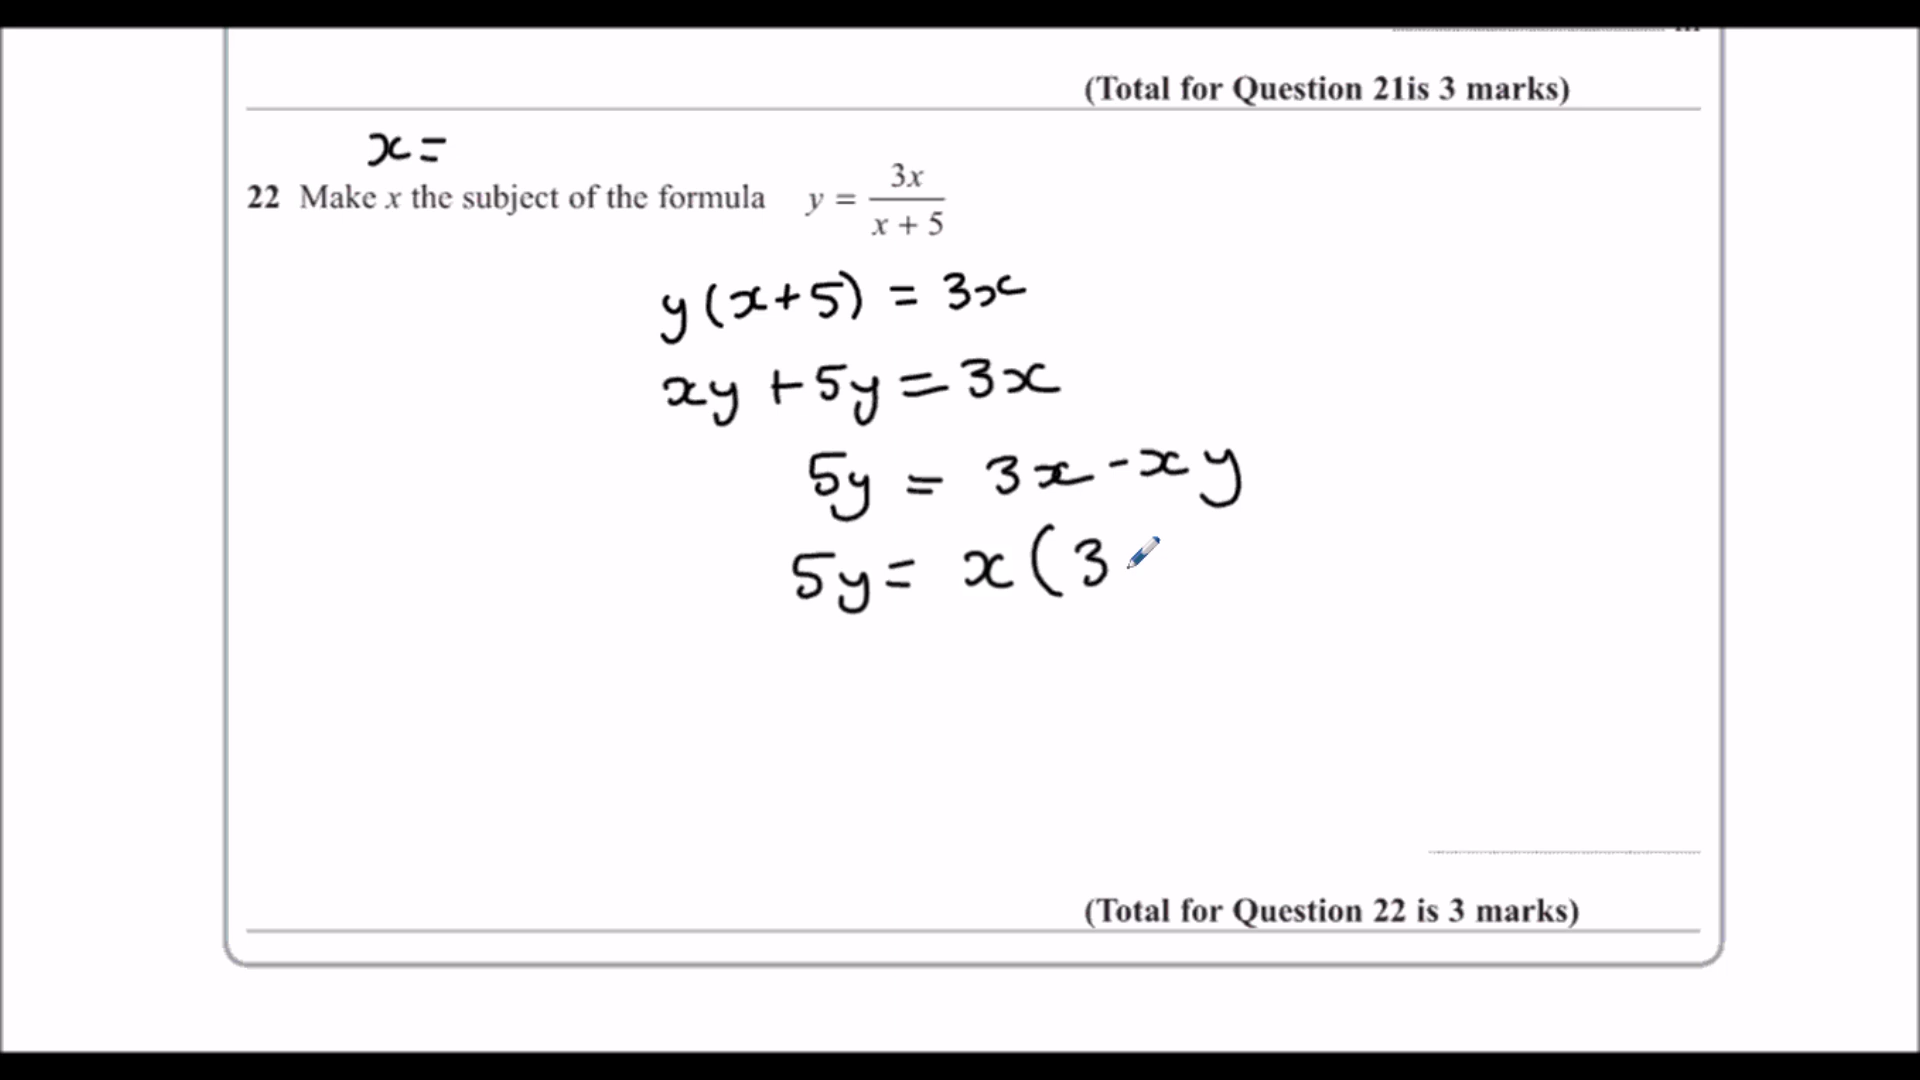 (Total for Question 21is 3 marks)
x =
22 Make x the subject of the formula y = 3x / x + 5
y(x+5) = 3x
xy + 5y = 3x
5y = 3x - xy
5y = x(3
(Total for Question 22 is 3 marks)